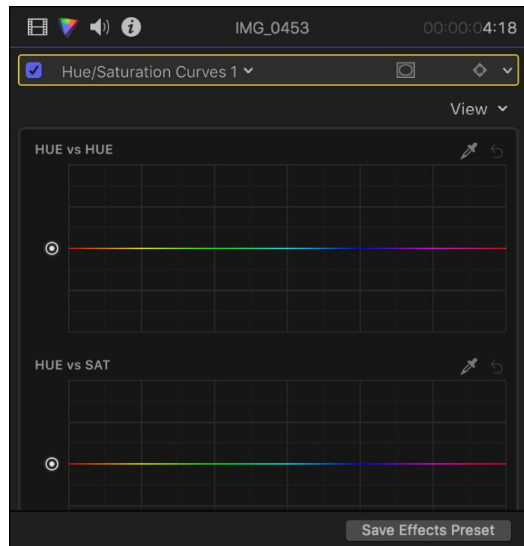 IMG_0453 00:00:04:18
Hue/Saturation Curves 1
View
HUE vs HUE
HUE vs SAT
Save Effects Preset